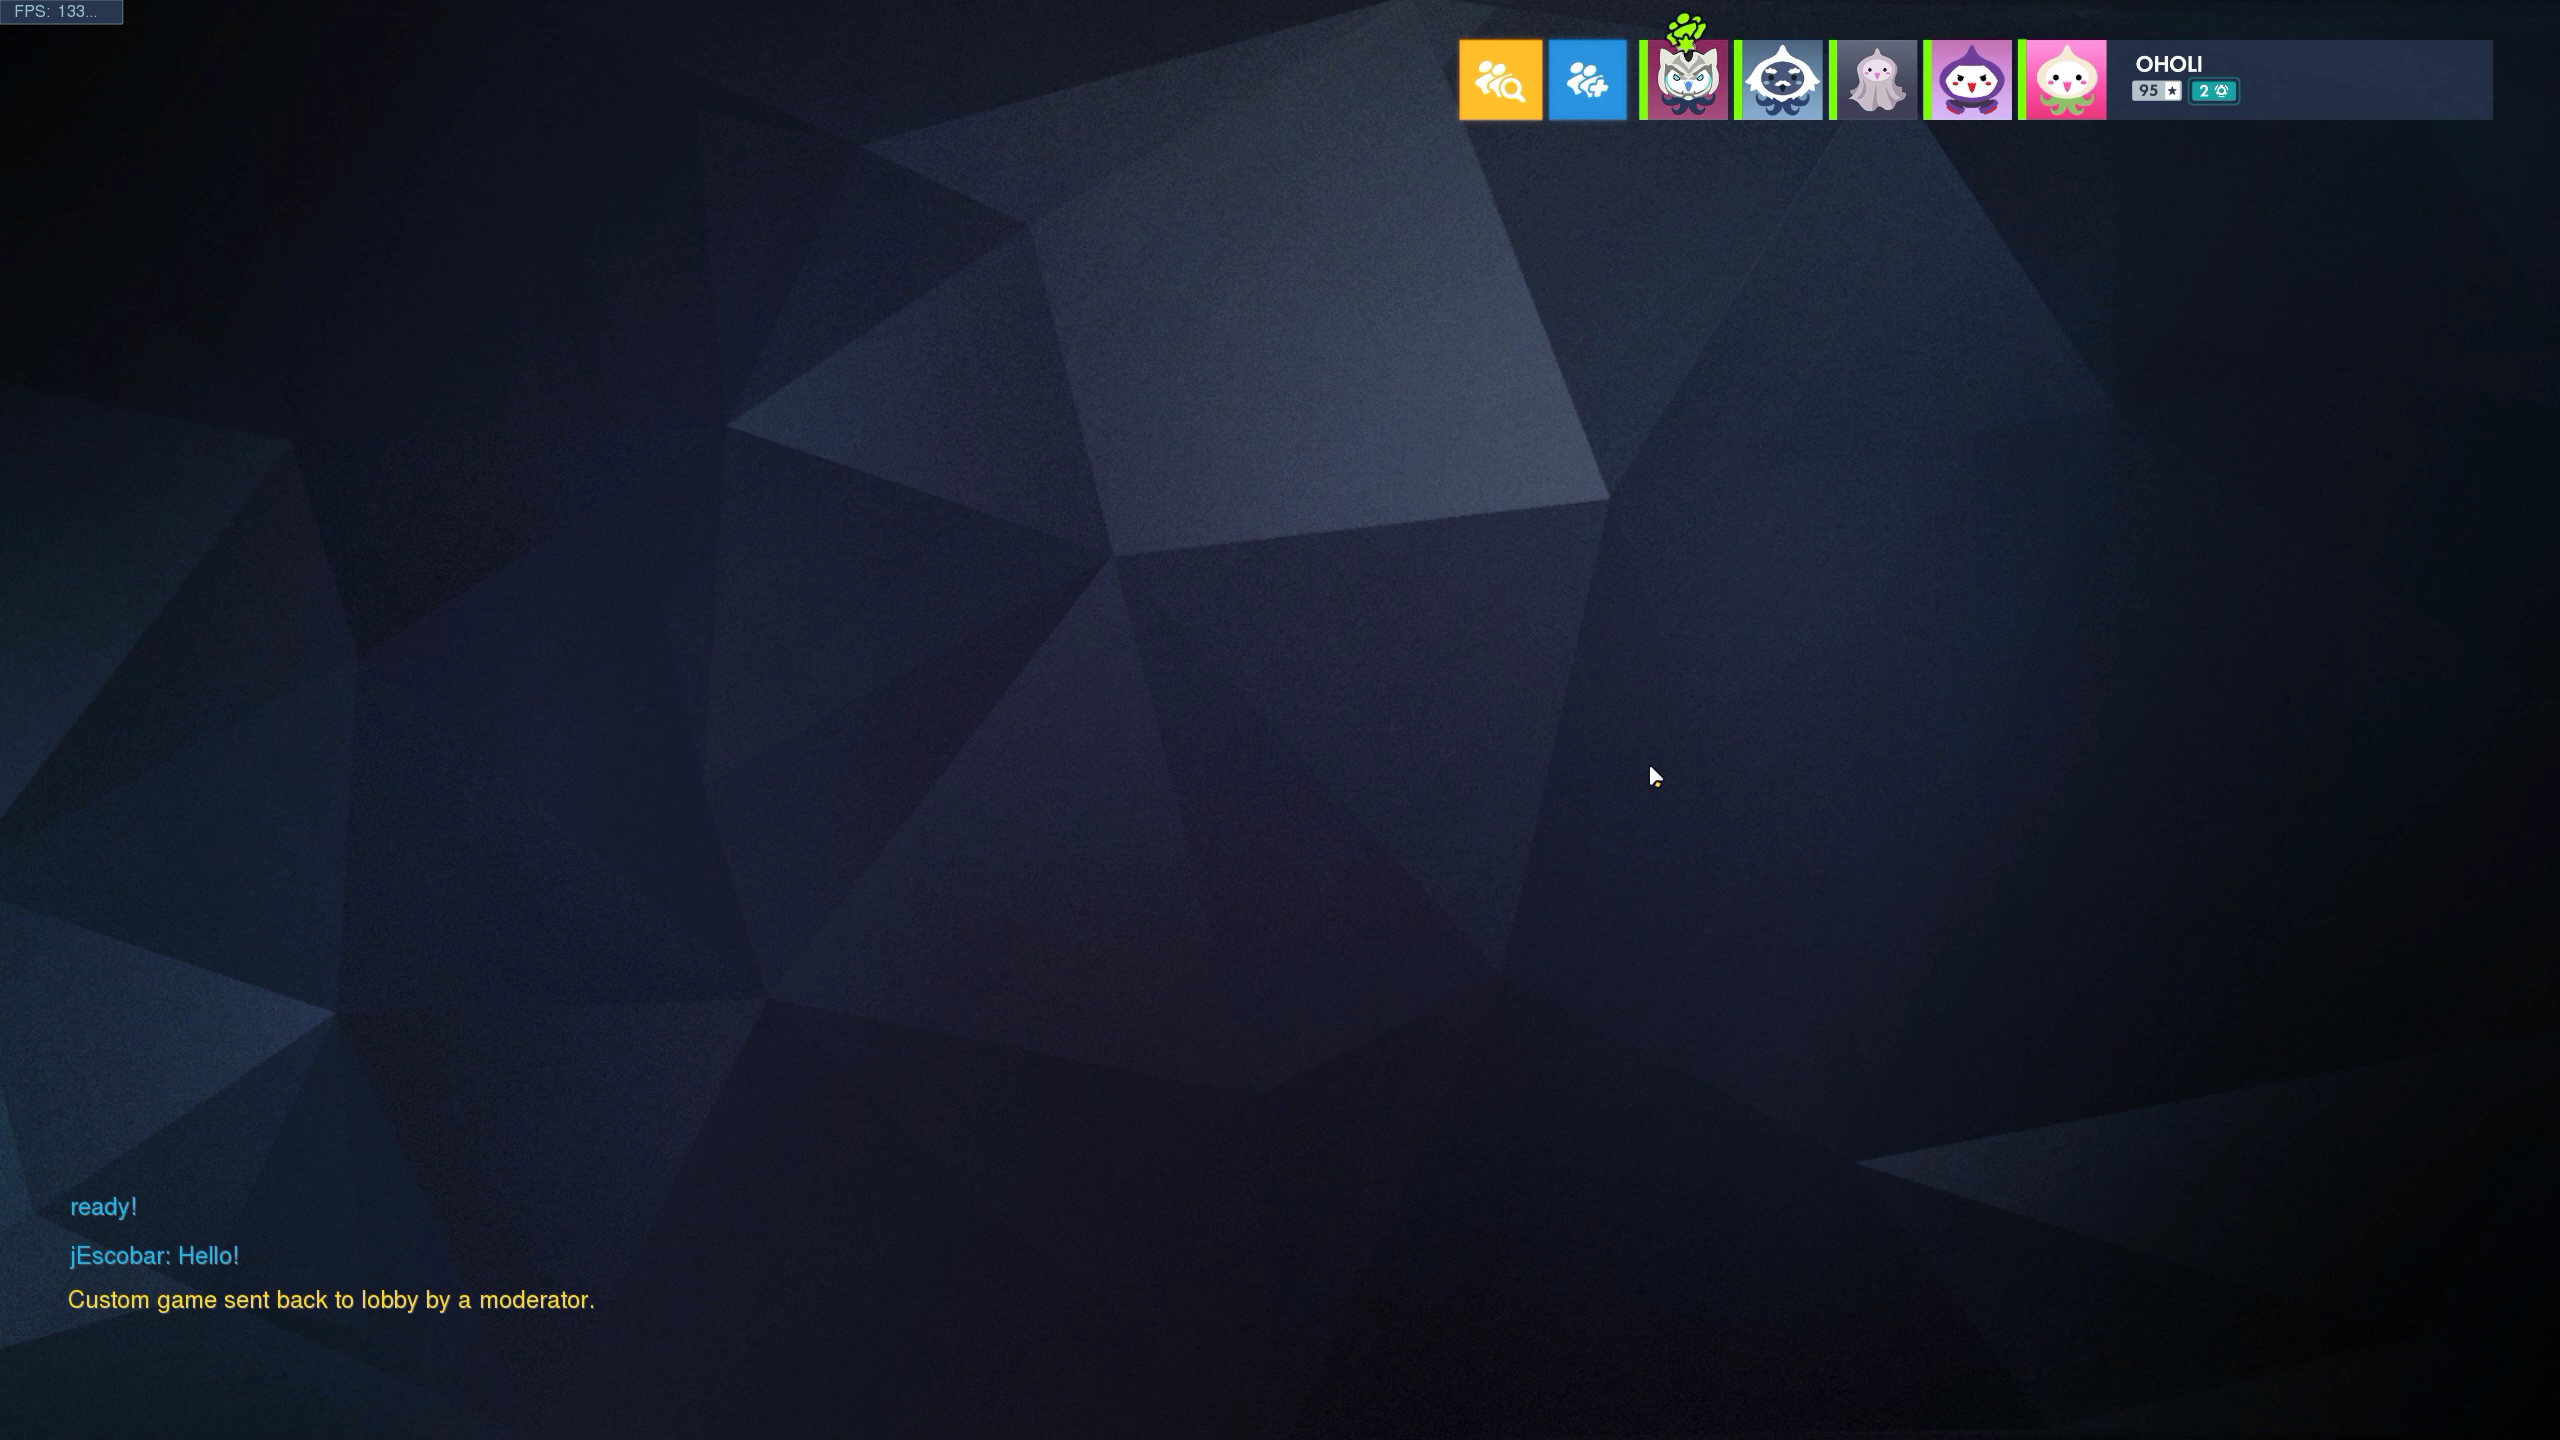 FPS: 133...
OHOLI
95 2
ready!
jEscobar: Hello!
Custom game sent back to lobby by a moderator.